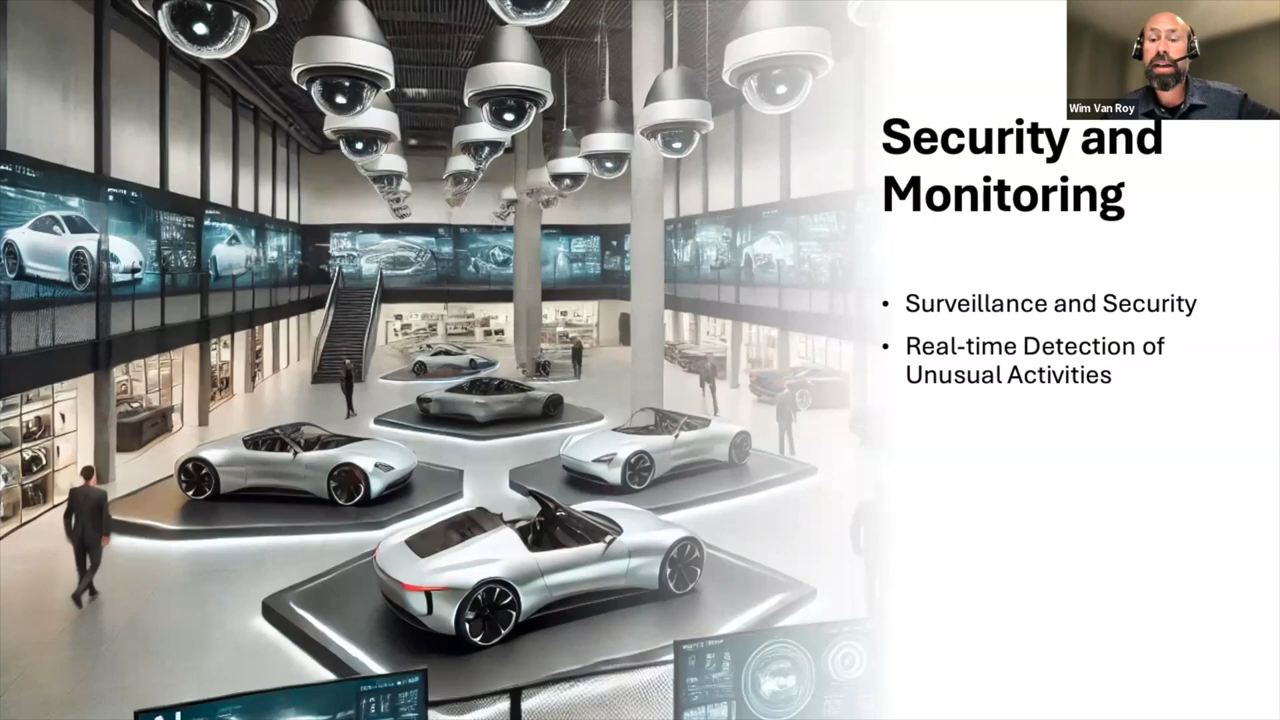 Wim Van Roy
Security and
Monitoring
• Surveillance and Security
• Real-time Detection of
Unusual Activities